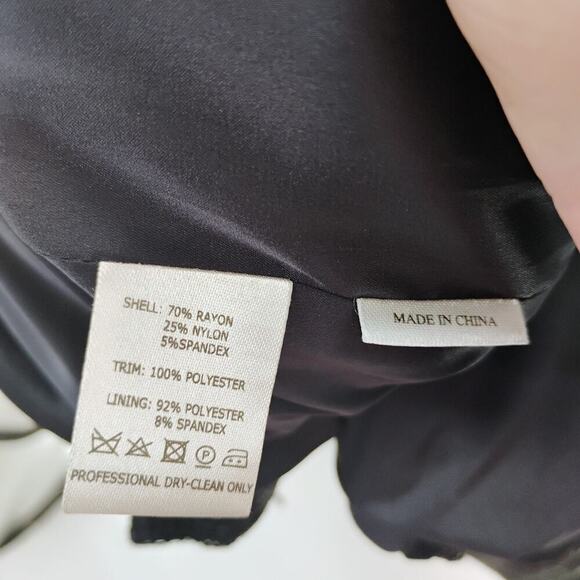 SHELL: 70% RAYON
25% NYLON
5%SPANDEX
TRIM: 100% POLYESTER
LINING: 92% POLYESTER
8% SPANDEX
P
PROFESSIONAL DRY-CLEAN ONLY
MADE IN CHINA